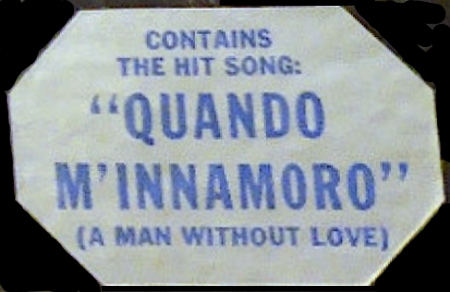 CONTAINS
THE HIT SONG:
"QUANDO
M'INNAMORO"
(A MAN WITHOUT LOVE)